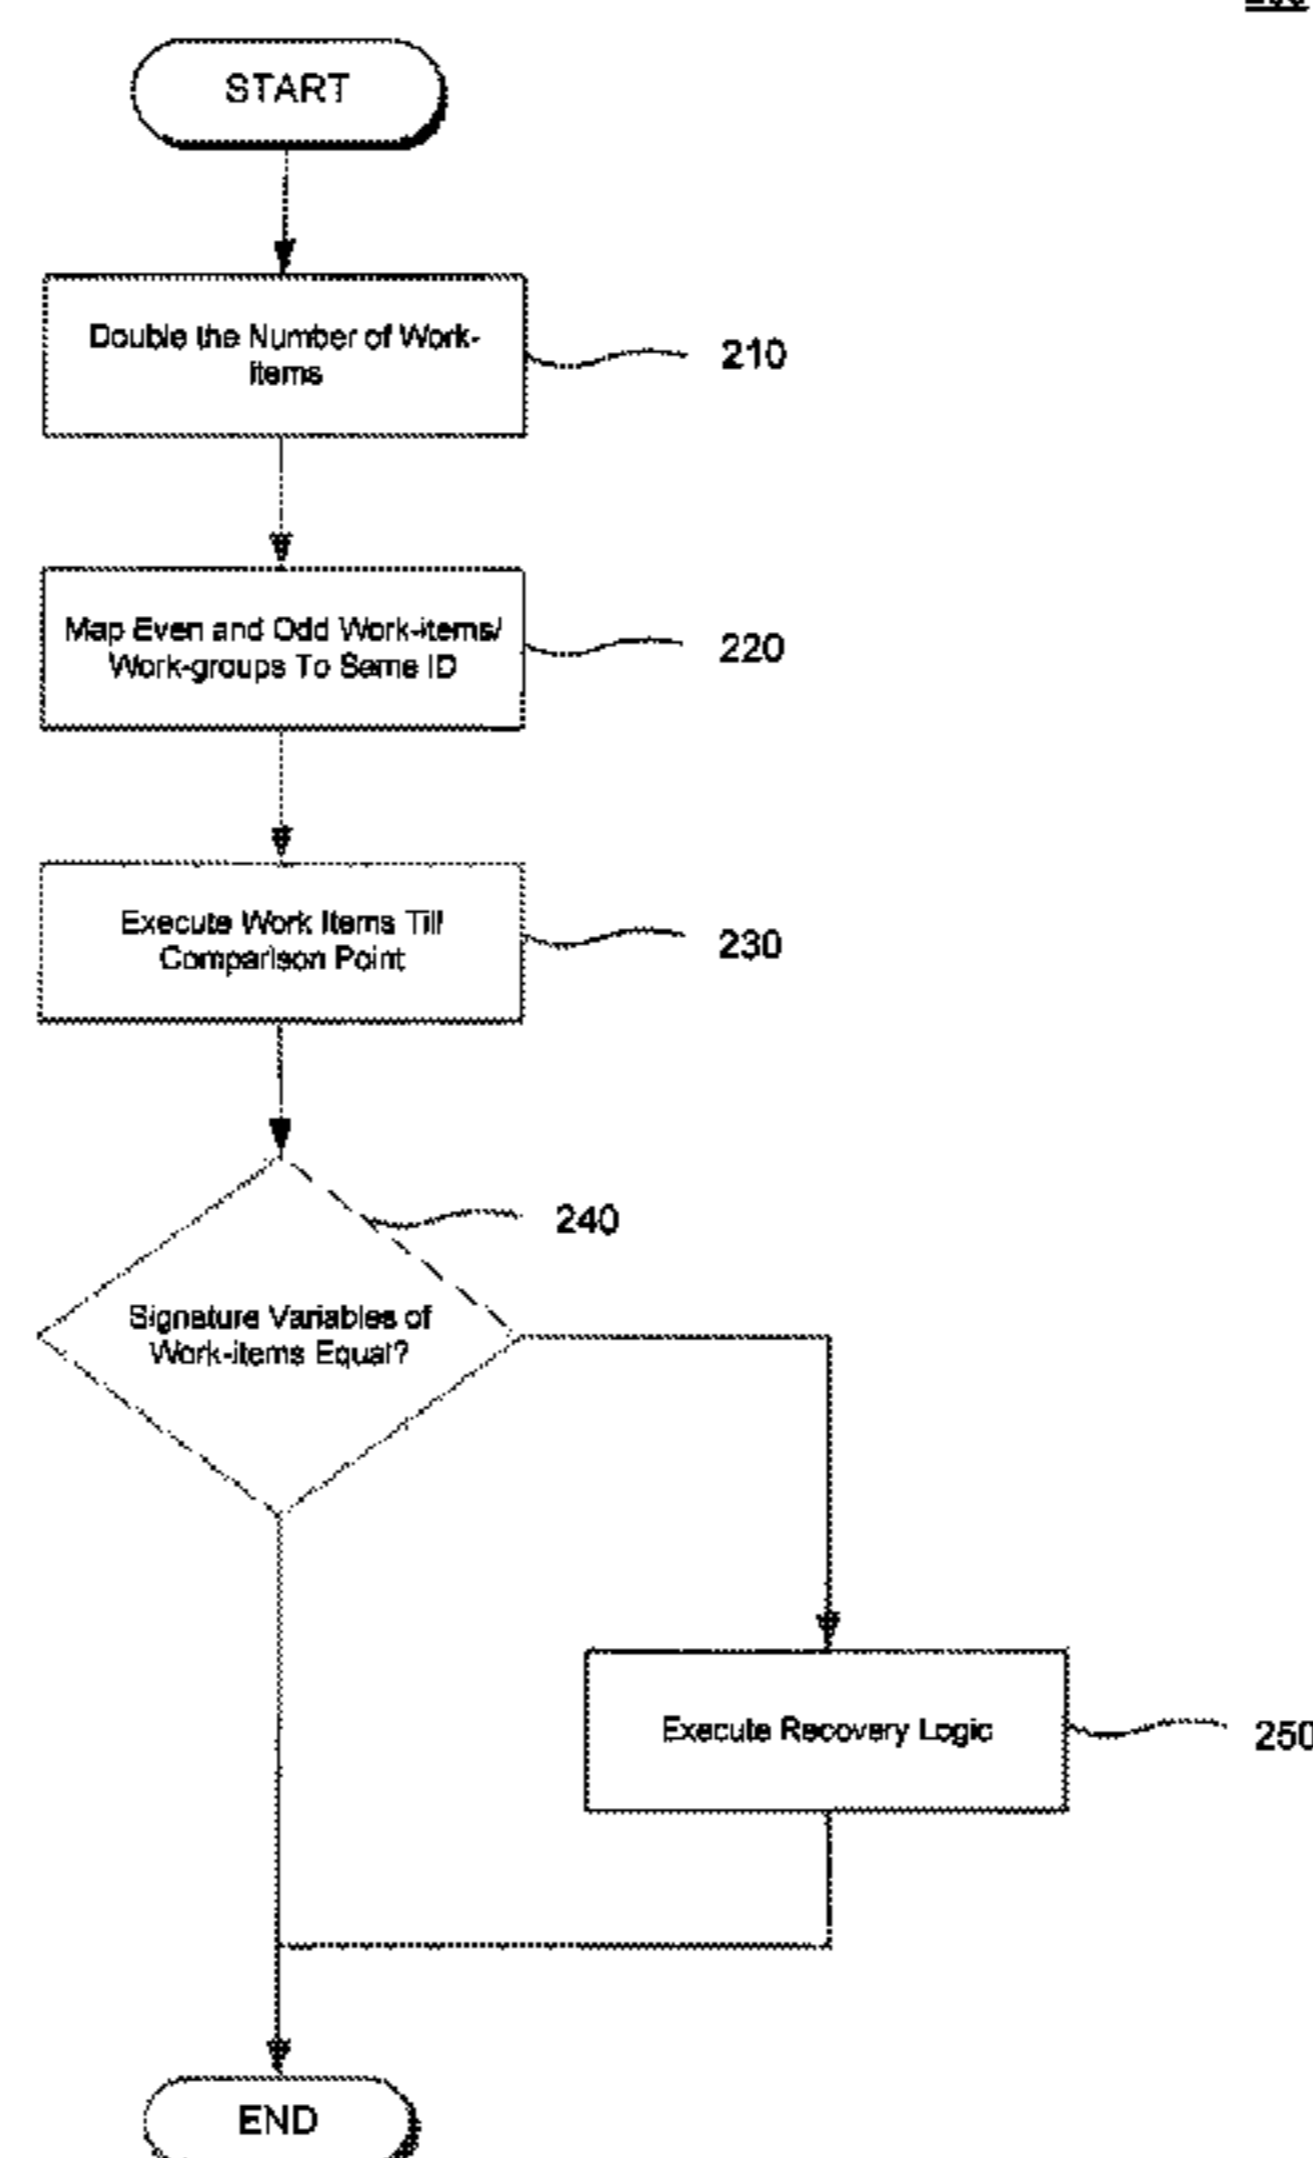 START
Double the Number of Work-
items
210
Map Even and Odd Work-items/
Work-groups To Same ID
220
Execute Work Items Till
Comparison Point
230
240
Signature Variables of
Work-items Equal?
Execute Recovery Logic
250
END